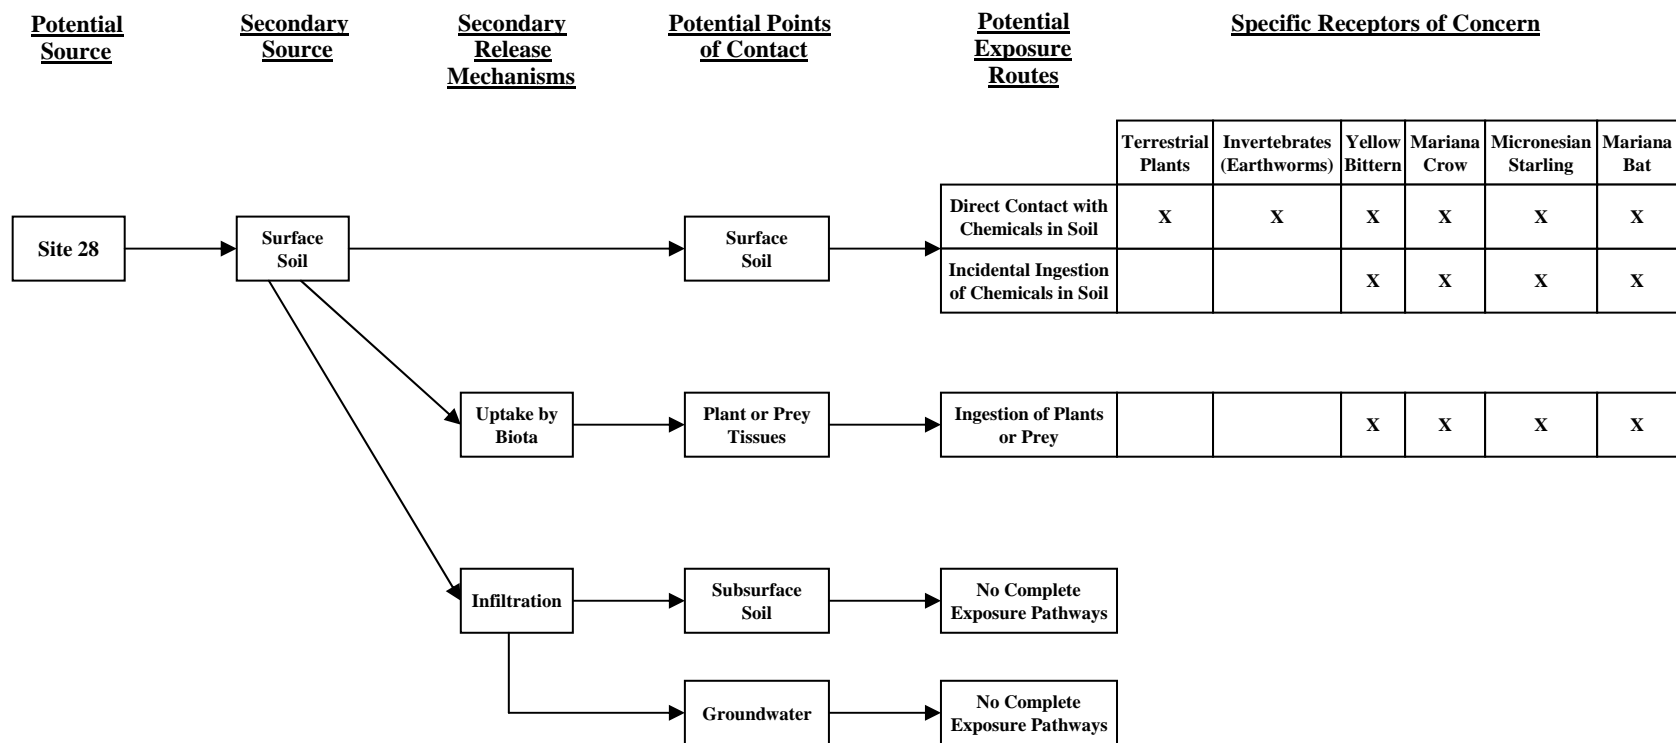 Potential
Source
Secondary
Source
Secondary
Release
Mechanisms
Potential Points
of Contact
Potential
Exposure
Routes
Specific Receptors of Concern
Terrestrial
Plants
Invertebrates
(Earthworms)
Yellow
Bittern
Mariana
Crow
Micronesian
Starling
Mariana
Bat
Site 28
Surface
Soil
Surface
Soil
Direct Contact with
Chemicals in Soil
X X X X X X
Incidental Ingestion
of Chemicals in Soil
X X X X
Uptake by
Biota
Plant or Prey
Tissues
Ingestion of Plants
or Prey
X X X X
Infiltration
Subsurface
Soil
No Complete
Exposure Pathways
Groundwater
No Complete
Exposure Pathways